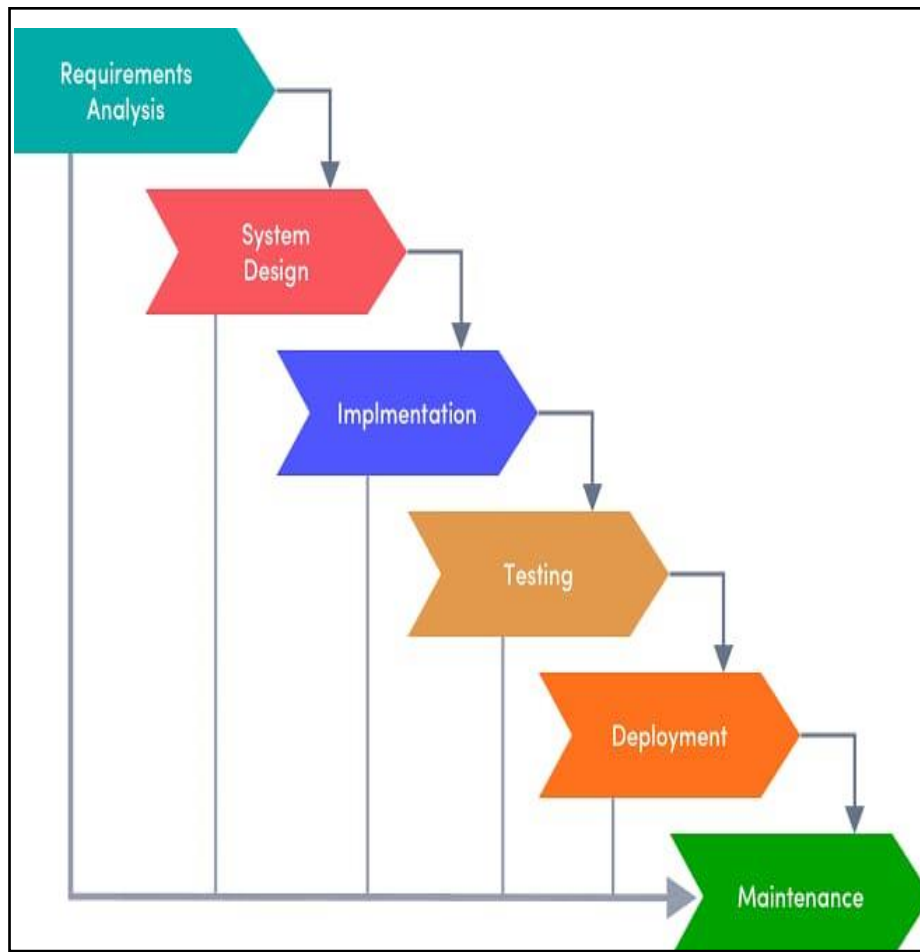 Requirements
Analysis
System
Design
Implmentation
Testing
Deployment
Maintenance